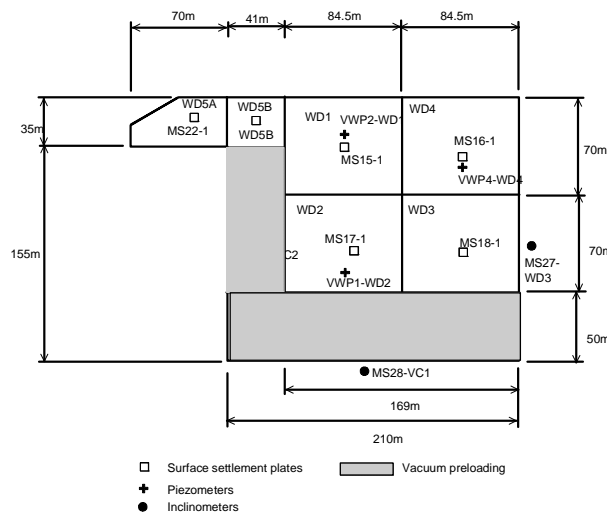 70m
41m
84.5m
84.5m
WD5A
MS22-1
WD5B
WD5B
WD1
VWP2-WD1
MS15-1
WD4
MS16-1
VWP4-WD4
35m
70m
155m
WD2
MS17-1
C2
VWP1-WD2
WD3
MS18-1
MS27-
WD3
70m
50m
MS28-VC1
169m
210m
Surface settlement plates
Vacuum preloading
Piezometers
Inclinometers